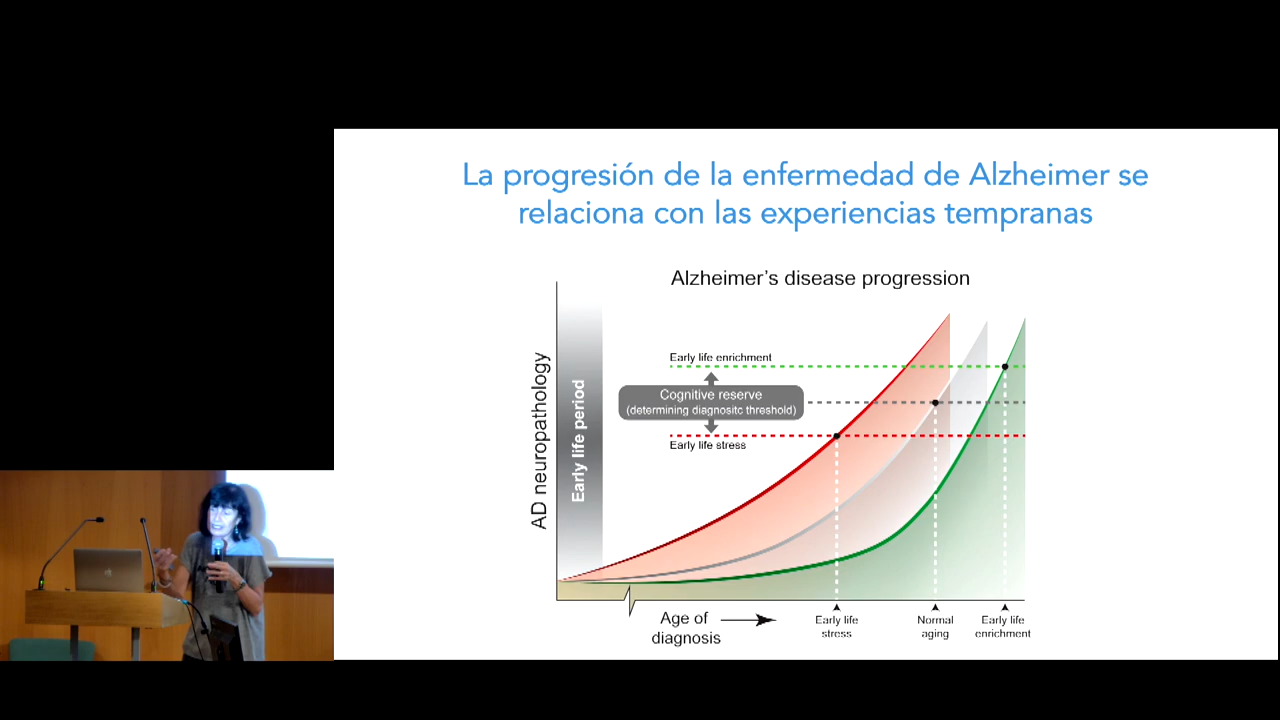 La progresión de la enfermedad de Alzheimer se
relaciona con las experiencias tempranas
Alzheimer's disease progression
AD neuropathology
Early life period
Early life enrichment
Cognitive reserve
(determining diagnositc threshold)
Early life stress
Age of
diagnosis
Early life
stress
Normal
aging
Early life
enrichment